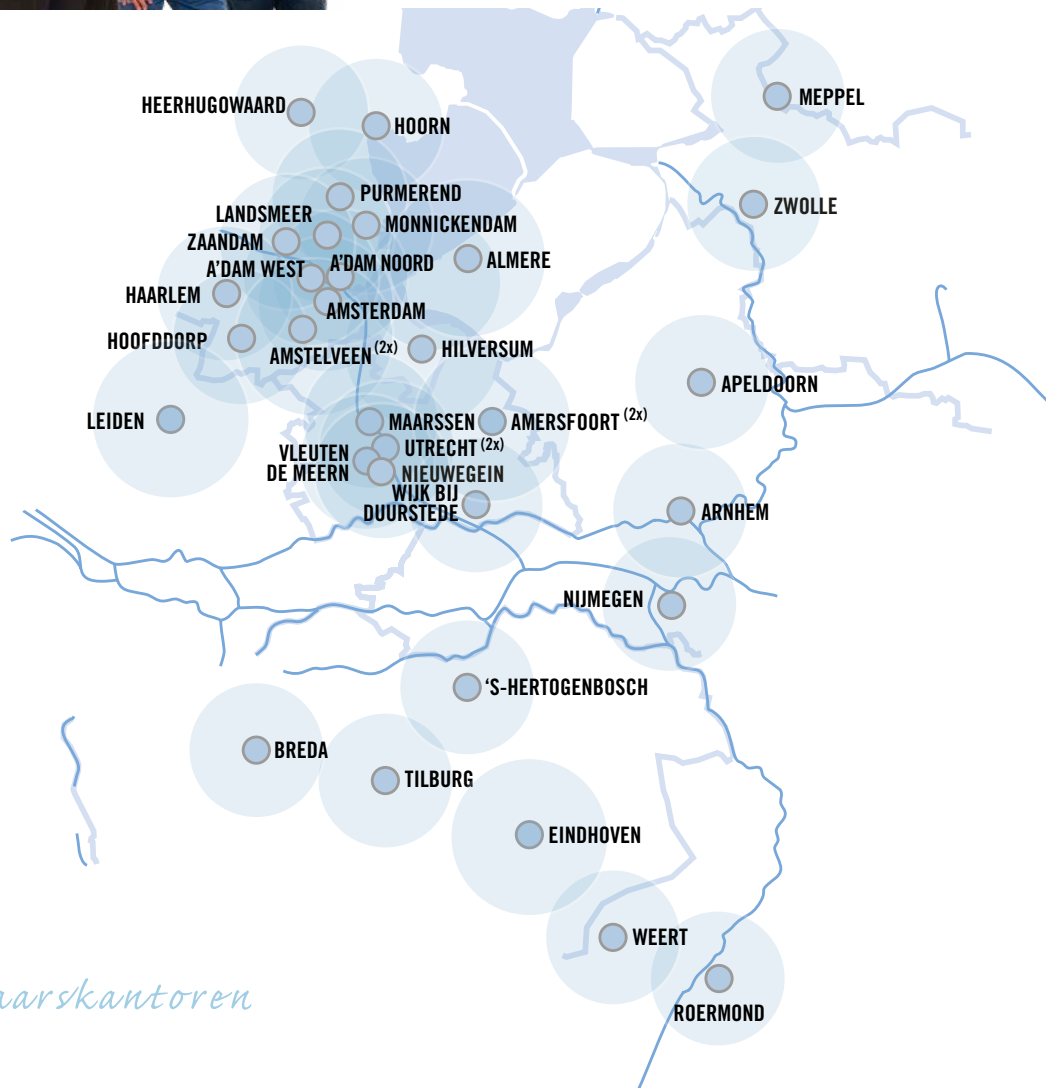 MEPPEL
HEERHUGOWAARD
HOORN
PURMEREND
ZWOLLE
LANDSMEER
MONNICKENDAM
ZAANDAM
A'DAM WEST
A'DAM NOORD
ALMERE
HAARLEM
AMSTERDAM
HOOFDDORP
AMSTELVEEN (2x)
HILVERSUM
APELDOORN
LEIDEN
MAARSSEN
AMERSFOORT (2x)
UTRECHT (2x)
VLEUTEN
DE MEERN
NIEUWEGEIN
WIJK BIJ
DUURSTEDE
ARNHEM
NIJMEGEN
‘S-HERTOGENBOSCH
BREDA
TILBURG
EINDHOVEN
WEERT
aarskantoren
ROERMOND